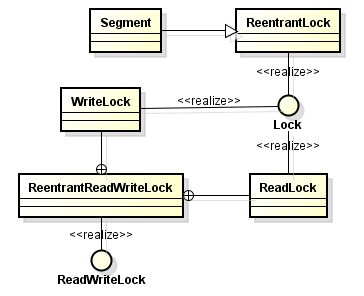 Segment
ReentrantLock
<<realize>>
WriteLock
<<realize>>
Lock
<<realize>>
ReentrantReadWriteLock
ReadLock
<<realize>>
ReadWriteLock